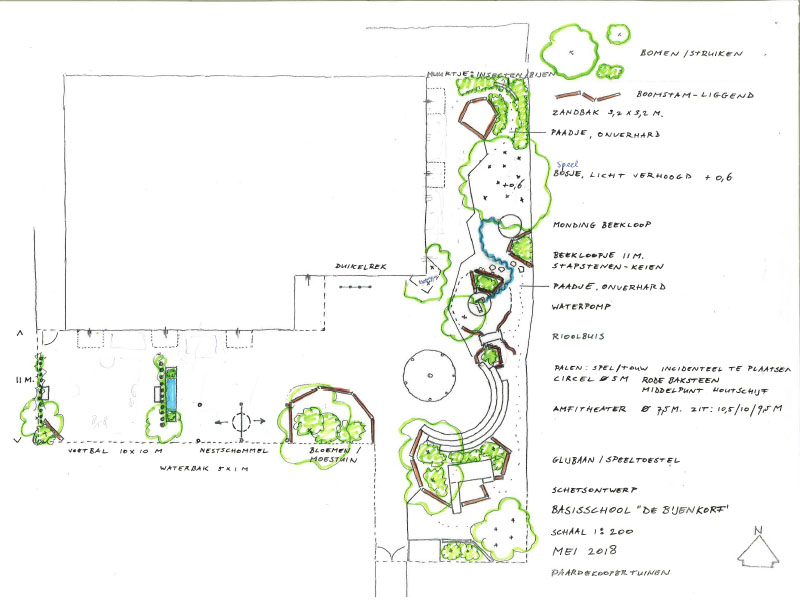 BOMEN / STRUIKEN
MUURTJE: INSECTEN/BIJEN
BOOMSTAM-LIGGEND
ZANDBAK 3,2 x 3,2 M.
PAADJE, ONVERHARD
Speel
BOSJE, LICHT VERHOOGD +0,6
+0,6
MONDING BEEKLOOP
BEEKLOOPJE 11 M.
STAPSTENEN-KEIEN
DUIKELREK
PAADJE, ONVERHARD
WATERPOMP
RIOOLBUIS
PALEN: SPEL/TOUW INCIDENTEEL TE PLAATSEN
CIRCEL Ø 5M RODE BAKSTEEN
MIDDELPUNT HOUTSCHIJF
11 M.
AMFITHEATER Ø 7,5 M. ZIT: 10,5/10/9,5 M
VOETBAL 10 x 10 M
NESTSCHOMMEL
BLOEMEN /
MOESTUIN
WATERBAK 5 x 1 M
GLIJBAAN / SPEELTOESTEL
SCHETSONTWERP
BASISSCHOOL "DE BIJENKORF"
SCHAAL 1:200
MEI 2018
N
PAARDEKOOPERTUINEN